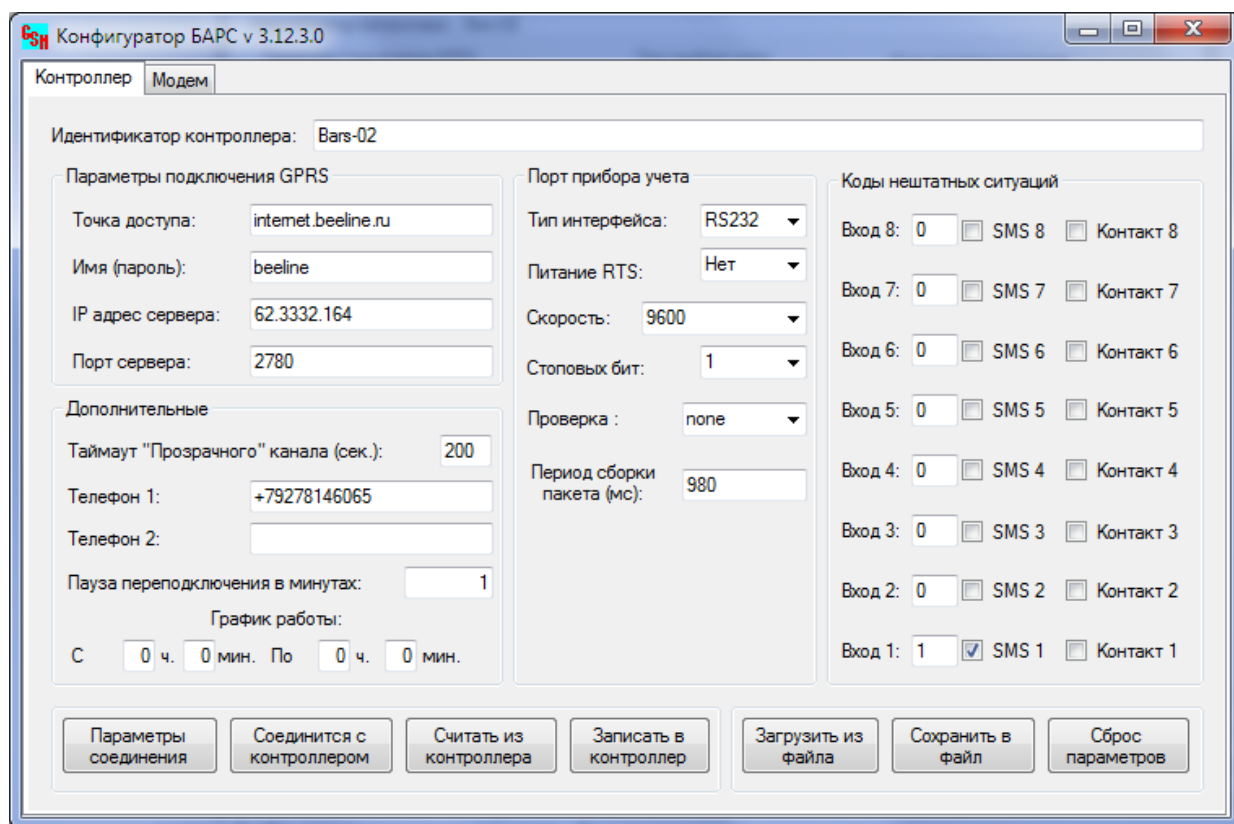 GSM Конфигуратор БАРС v 3.12.3.0
Контроллер Модем
Идентификатор контроллера: Bars-02
Параметры подключения GPRS
Точка доступа: internet.beeline.ru
Имя (пароль): beeline
IP адрес сервера: 62.3332.164
Порт сервера: 2780
Дополнительные
Таймаут "Прозрачного" канала (сек.): 200
Телефон 1: +79278146065
Телефон 2:
Пауза переподключения в минутах: 1
График работы:
С 0 ч. 0 мин. По 0 ч. 0 мин.
Порт прибора учета
Тип интерфейса: RS232
Питание RTS: Нет
Скорость: 9600
Стоповых бит: 1
Проверка : none
Период сборки
пакета (мс): 980
Коды нештатных ситуаций
Вход 8: 0 SMS 8 Контакт 8
Вход 7: 0 SMS 7 Контакт 7
Вход 6: 0 SMS 6 Контакт 6
Вход 5: 0 SMS 5 Контакт 5
Вход 4: 0 SMS 4 Контакт 4
Вход 3: 0 SMS 3 Контакт 3
Вход 2: 0 SMS 2 Контакт 2
Вход 1: 1 SMS 1 Контакт 1
Параметры
соединения
Соединится с
контроллером
Считать из
контроллера
Записать в
контроллер
Загрузить из
файла
Сохранить в
файл
Сброс
параметров